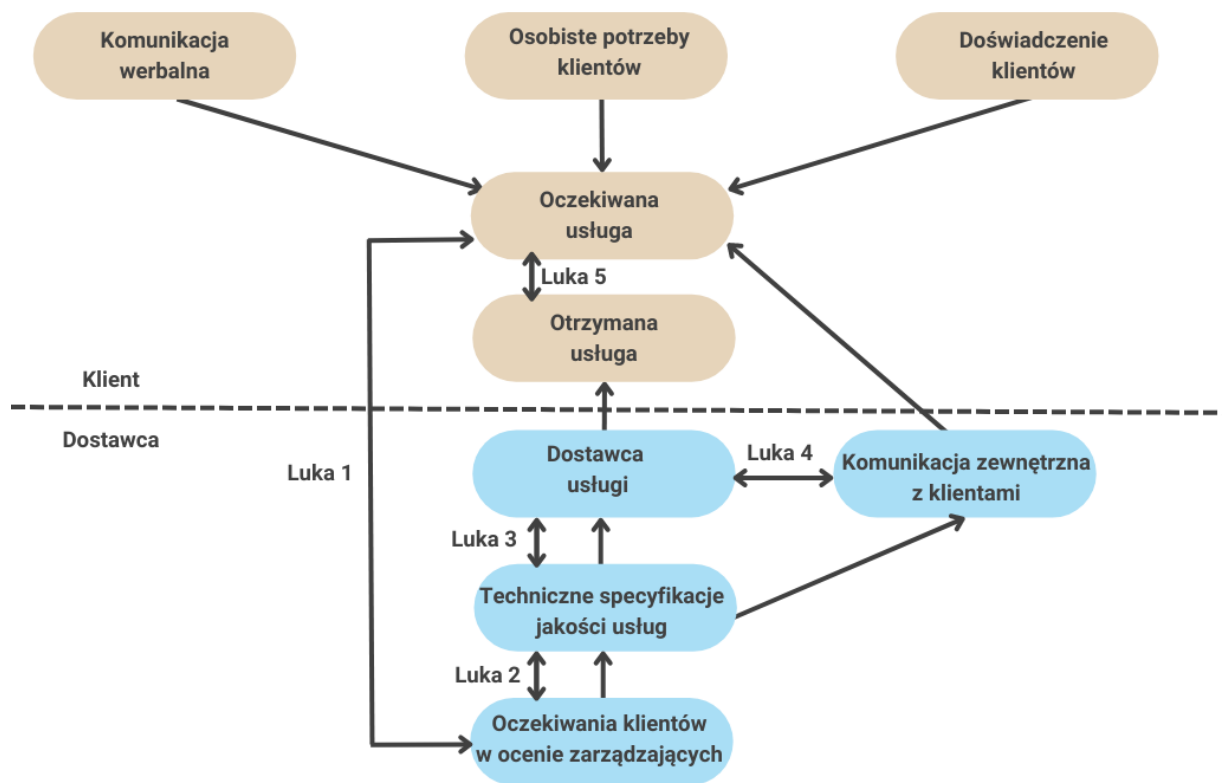 Komunikacja
werbalna
Osobiste potrzeby
klientów
Doświadczenie
klientów
Oczekiwana
usługa
Luka 5
Otrzymana
usługa
Klient
Dostawca
Luka 1
Dostawca
usługi
Luka 4
Komunikacja zewnętrzna
z klientami
Luka 3
Techniczne specyfikacje
jakości usług
Luka 2
Oczekiwania klientów
w ocenie zarządzających